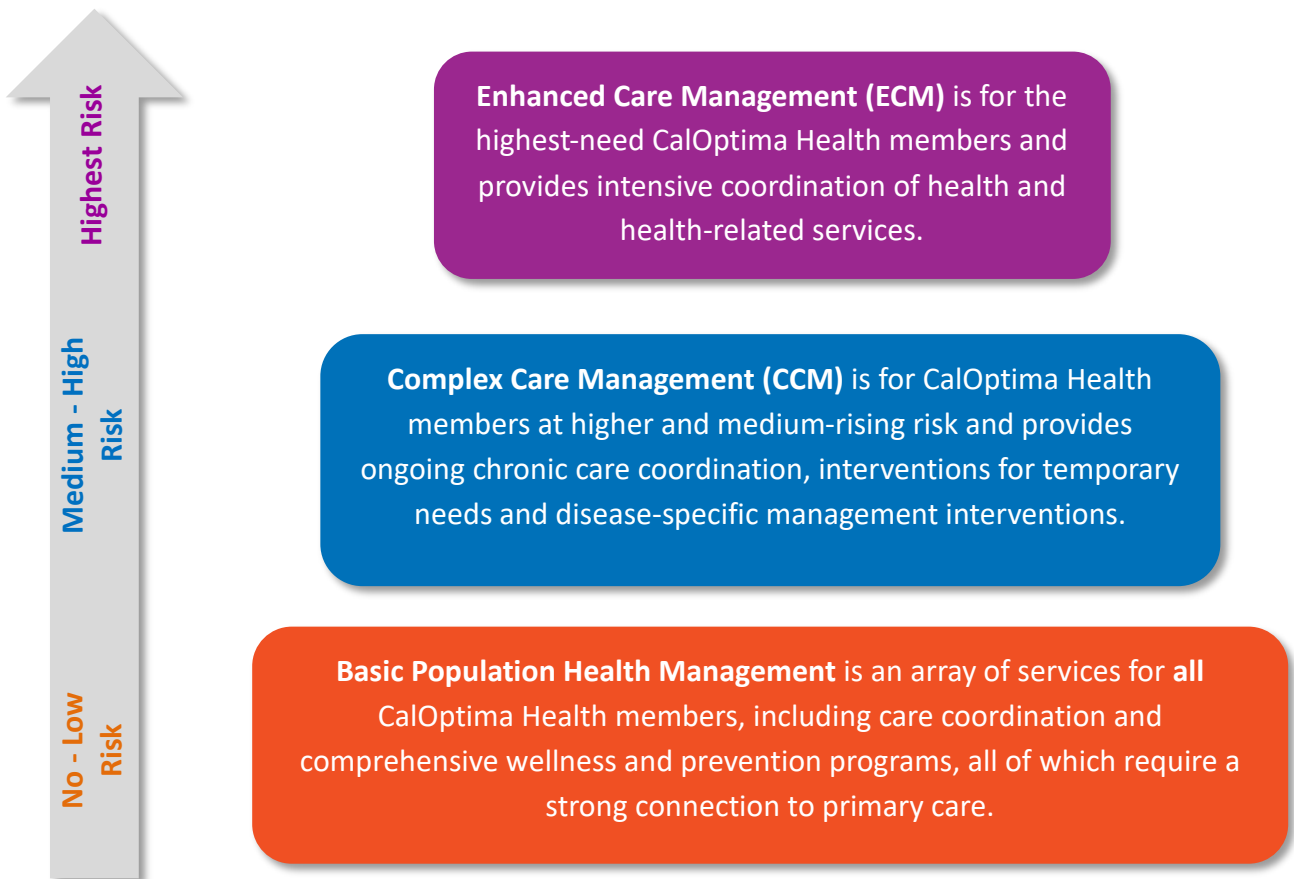 Highest Risk
Enhanced Care Management (ECM) is for the
highest-need CalOptima Health members and
provides intensive coordination of health and
health-related services.
Medium - High
Risk
Complex Care Management (CCM) is for CalOptima Health
members at higher and medium-rising risk and provides
ongoing chronic care coordination, interventions for temporary
needs and disease-specific management interventions.
No - Low
Risk
Basic Population Health Management is an array of services for all
CalOptima Health members, including care coordination and
comprehensive wellness and prevention programs, all of which require a
strong connection to primary care.